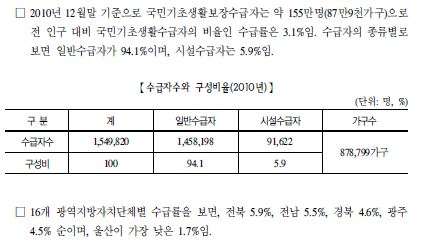 □ 2010년 12월말 기준으로 국민기초생활보장수급자는 약 155만명(87만9천가구)으로
전 인구 대비 국민기초생활수급자의 비율인 수급률은 3.1%임. 수급자의 종류별로
보면 일반수급자가 94.1%이며, 시설수급자는 5.9%임.
【수급자수와 구성비율(2010년)】
(단위: 명, %)
구 분 계 일반수급자 시설수급자 가구수
수급자수 1,549,820 1,458,198 91,622 878,799가구
구성비 100 94.1 5.9
□ 16개 광역지방자치단체별 수급률을 보면, 전북 5.9%, 전남 5.5%, 경북 4.6%, 광주
4.5% 순이며, 울산이 가장 낮은 1.7%임.